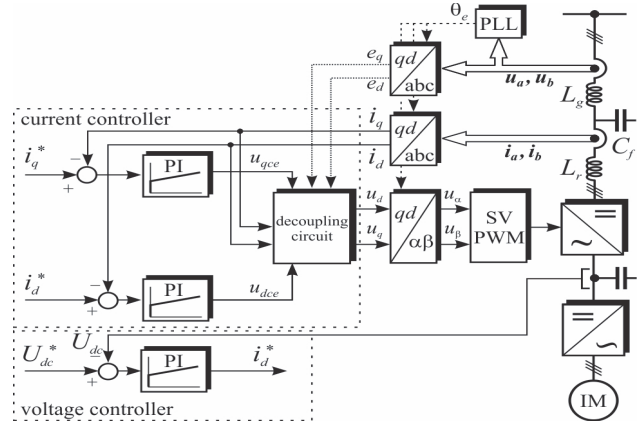 θe
PLL
eq
ed
qd
abc
ua, ub
Lg
current controller
iq
id
qd
abc
ia, ib
Cf
Lr
iq*
−
+
PI
uqce
decoupling
circuit
ud
uq
qd
αβ
uα
uβ
SV
PWM
=
~
id*
−
+
PI
udce
Udc*
Udc
−
+
PI
id*
=
~
voltage controller
IM